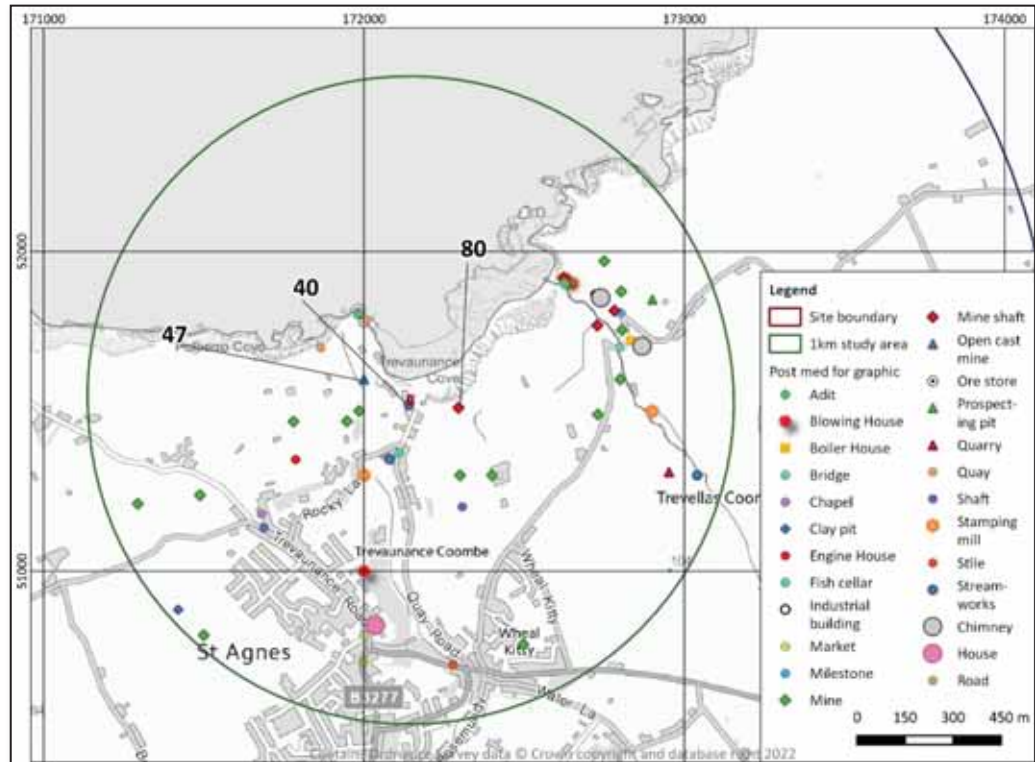 171000
172000
173000
174000
52000
51000
80
40
47
Trevaunance
Cove
Rocky La
Trevaunance Road
Trevaunance Coombe
Quay Road
Wheal Kitty
Wheal
Kitty
Trevellas Coom
St Agnes
B3277
Water La
Rosemundy
Contains Ordnance Survey data © Crown copyright and database right 2022
Legend
Site boundary
1km study area
Post med for graphic
Adit
Blowing House
Boiler House
Bridge
Chapel
Clay pit
Engine House
Fish cellar
Industrial
building
Market
Milestone
Mine
Mine shaft
Open cast
mine
Ore store
Prospect-
ing pit
Quarry
Quay
Shaft
Stamping
mill
Stile
Stream-
works
Chimney
House
Road
0 150 300 450 m